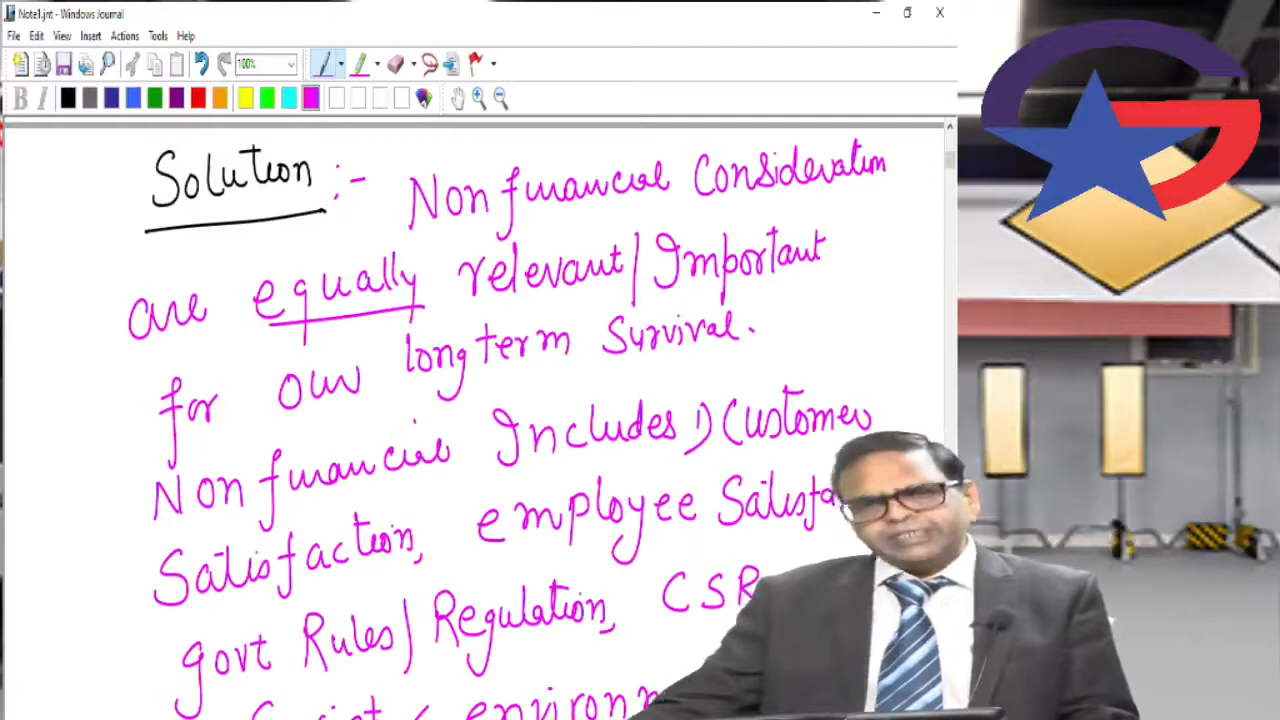 Note1.jnt - Windows Journal
File Edit View Insert Actions Tools Help
100%
B I
Solution :- Non financial Consideration
are equally relevant/Important
for our long term Survival.
Non financial Includes 1) Customer
Satisfaction, employee
govt Rules/Regulation, CSR